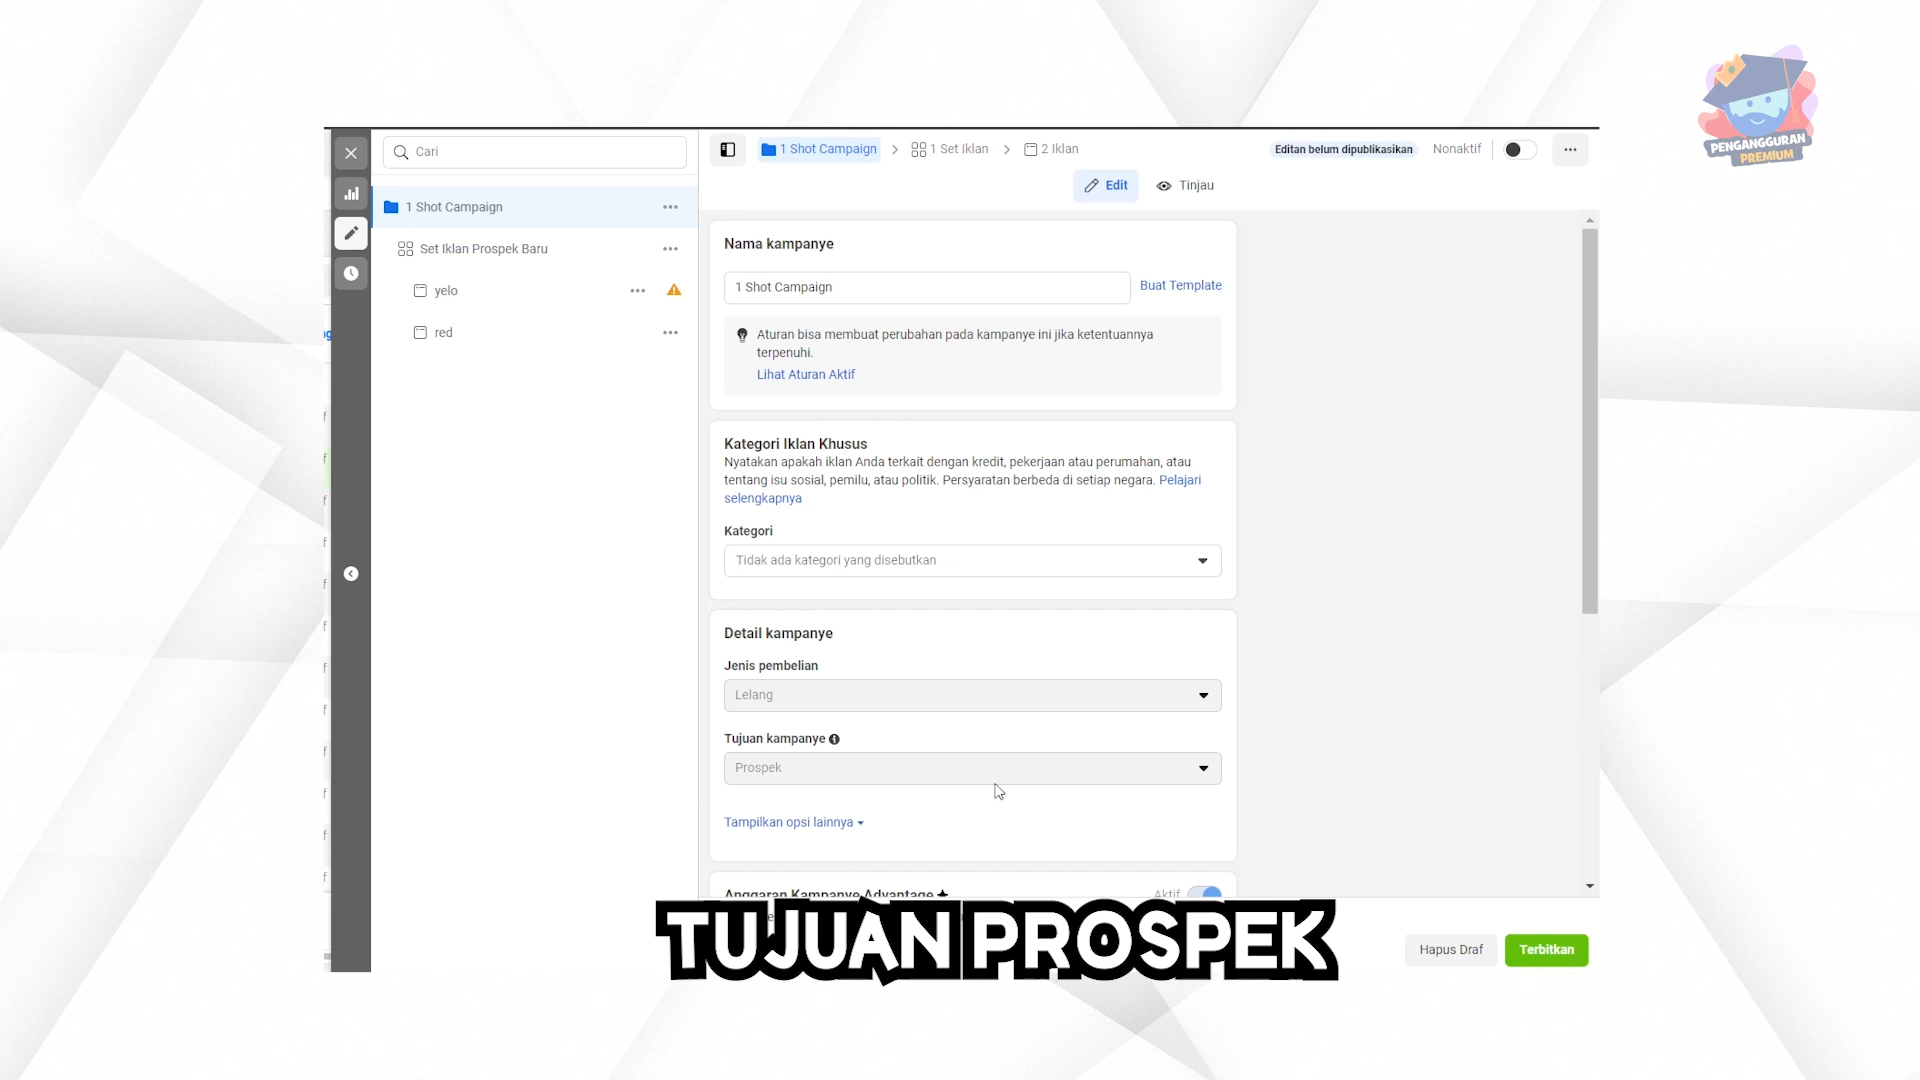 PENGANGGURAN
PREMIUM
Cari
1 Shot Campaign
1 Set Iklan
2 Iklan
Editan belum dipublikasikan
Nonaktif
Edit
Tinjau
1 Shot Campaign
Set Iklan Prospek Baru
yelo
red
Nama kampanye
1 Shot Campaign
Buat Template
Aturan bisa membuat perubahan pada kampanye ini jika ketentuannya
terpenuhi.
Lihat Aturan Aktif
Kategori Iklan Khusus
Nyatakan apakah iklan Anda terkait dengan kredit, pekerjaan atau perumahan, atau
tentang isu sosial, pemilu, atau politik. Persyaratan berbeda di setiap negara. Pelajari
selengkapnya
Kategori
Tidak ada kategori yang disebutkan
Detail kampanye
Jenis pembelian
Lelang
Tujuan kampanye
Prospek
Tampilkan opsi lainnya
Anggaran Kampanye Advantage
Aktif
TUJUAN PROSPEK
Hapus Draf
Terbitkan